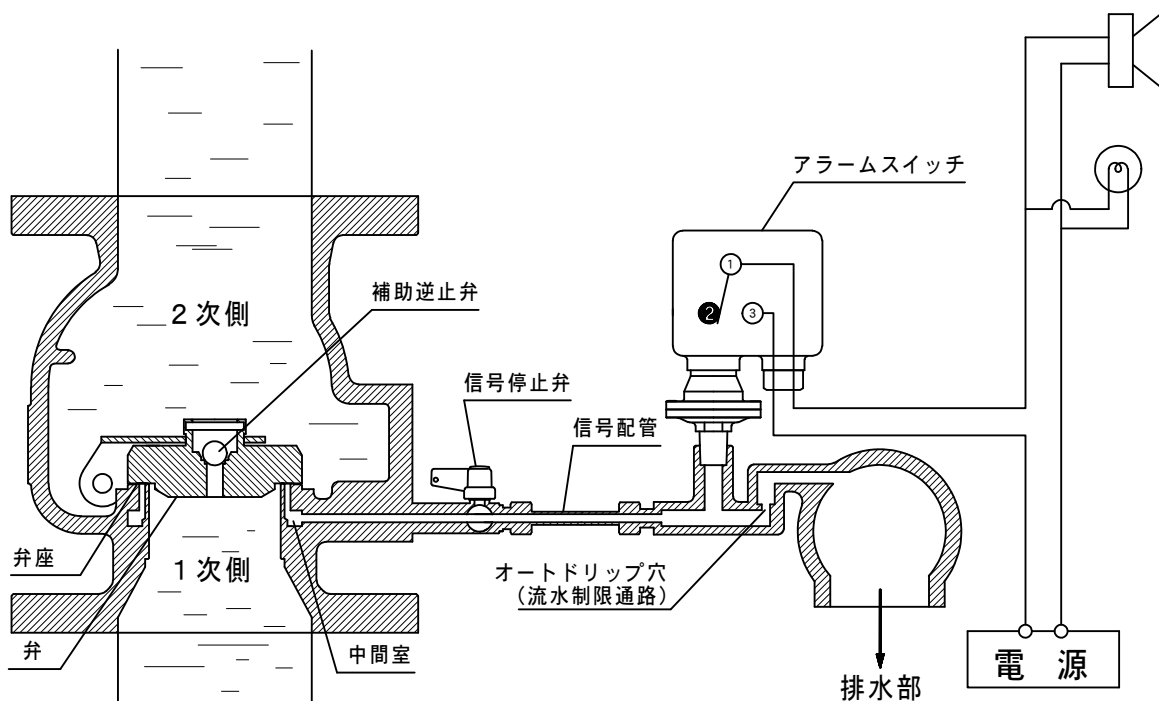 アラームスイッチ
①
❷
③
2次側
補助逆止弁
信号停止弁
信号配管
弁座
1次側
弁
中間室
オートドリップ穴
(流水制限通路)
排水部
電 源